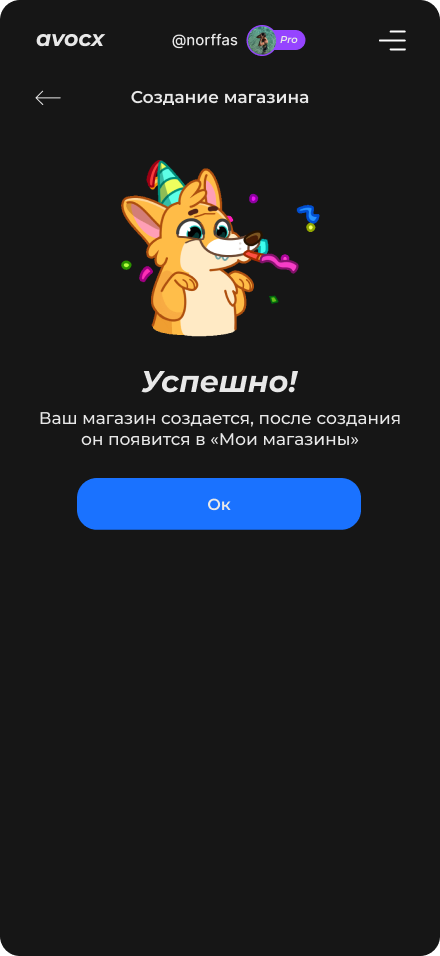 avocx
@norffas
Pro
Создание магазина
Успешно!
Ваш магазин создается, после создания
он появится в «Мои магазины»
Ок